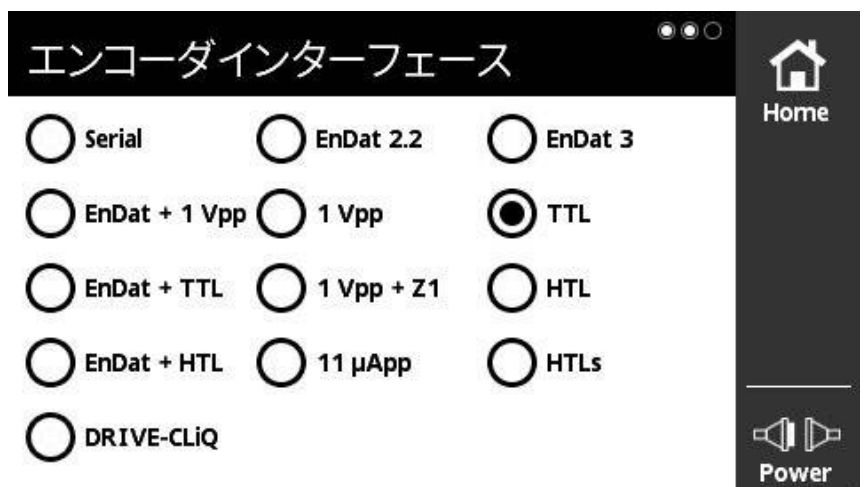 エンコーダインターフェース
Home
Serial
EnDat 2.2
EnDat 3
EnDat + 1 Vpp
1 Vpp
TTL
EnDat + TTL
1 Vpp + Z1
HTL
EnDat + HTL
11 µApp
HTLs
DRIVE-CLiQ
Power